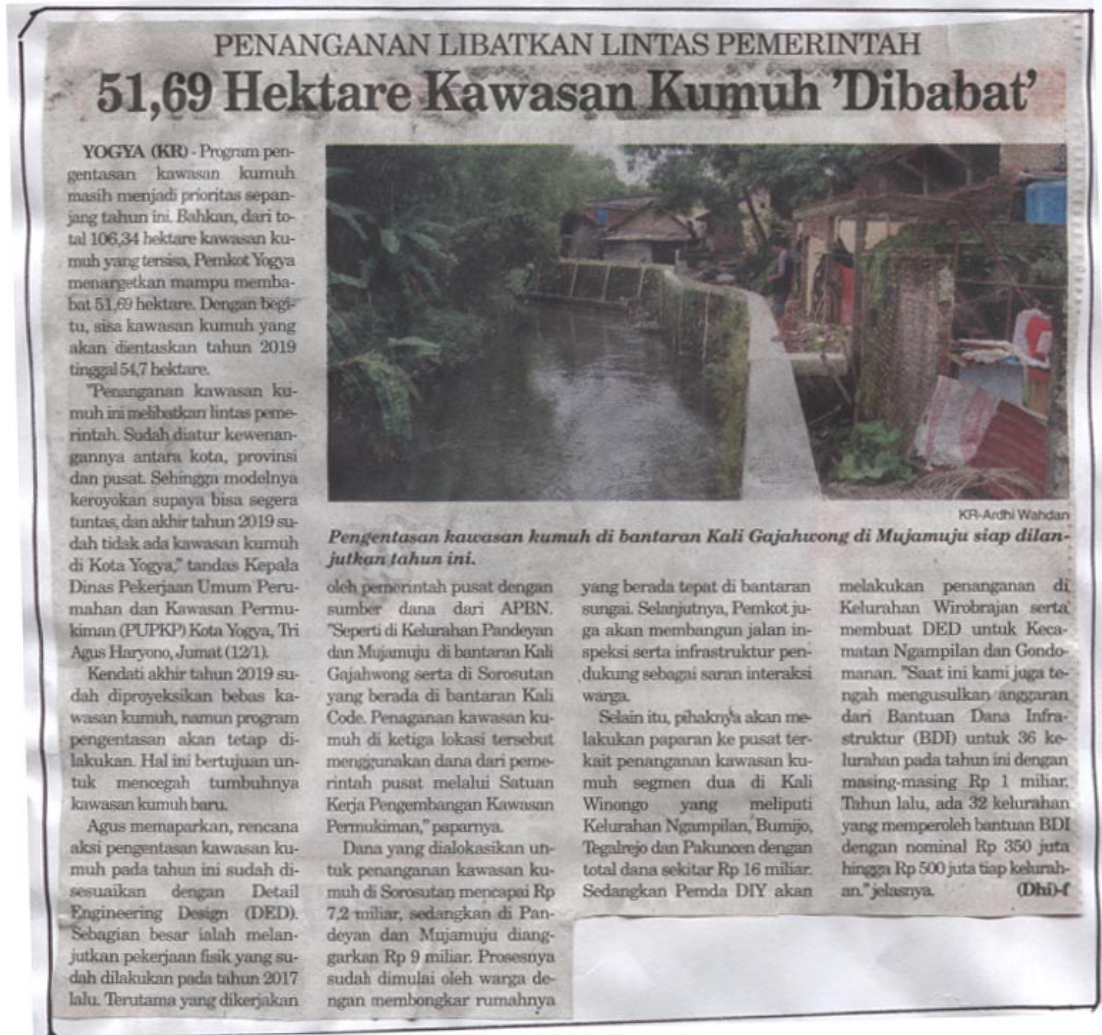 PENANGANAN LIBATKAN LINTAS PEMERINTAH
51,69 Hektare Kawasan Kumuh 'Dibabat'
YOGYA (KR) - Program pen-
gentasan kawasan kumuh
masih menjadi prioritas sepan-
jang tahun ini. Bahkan, dari to-
tal 106,34 hektare kawasan ku-
muh yang tersisa, Pemkot Yogya
menargetkan mampu memba-
bat 51,69 hektare. Dengan begi-
tu, sisa kawasan kumuh yang
akan dientaskan tahun 2019
tinggal 54,7 hektare.
"Penanganan kawasan ku-
muh ini melibatkan lintas peme-
rintah. Sudah diatur kewenan-
gannya antara kota, provinsi
dan pusat. Sehingga modelnya
keroyokan supaya bisa segera
tuntas, dan akhir tahun 2019 su-
dah tidak ada kawasan kumuh
di Kota Yogya," tandas Kepala
Dinas Pekerjaan Umum Peru-
mahan dan Kawasan Permu-
kiman (PUPKP) Kota Yogya, Tri
Agus Haryono, Jumat (12/1).
Kendati akhir tahun 2019 su-
dah diproyeksikan bebas ka-
wasan kumuh, namun program
pengentasan akan tetap di-
lakukan. Hal ini bertujuan un-
tuk mencegah tumbuhnya
kawasan kumuh baru.
Agus memaparkan, rencana
aksi pengentasan kawasan ku-
muh pada tahun ini sudah di-
sesuaikan dengan Detail
Engineering Design (DED).
Sebagian besar ialah melan-
jutkan pekerjaan fisik yang su-
dah dilakukan pada tahun 2017
lalu. Terutama yang dikerjakan
KR-Ardhi Wahdan
Pengentasan kawasan kumuh di bantaran Kali Gajahwong di Mujamuju siap dilan-
jutkan tahun ini.
oleh pemerintah pusat dengan
sumber dana dari APBN.
"Seperti di Kelurahan Pandeyan
dan Mujamuju di bantaran Kali
Gajahwong serta di Sorosutan
yang berada di bantaran Kali
Code. Penaganan kawasan ku-
muh di ketiga lokasi tersebut
menggunakan dana dari peme-
rintah pusat melalui Satuan
Kerja Pengembangan Kawasan
Permukiman," paparnya.
Dana yang dialokasikan un-
tuk penanganan kawasan ku-
muh di Sorosutan mencapai Rp
7,2 miliar, sedangkan di Pan-
deyan dan Mujamuju diang-
garkan Rp 9 miliar. Prosesnya
sudah dimulai oleh warga de-
ngan membongkar rumahnya
yang berada tepat di bantaran
sungai. Selanjutnya, Pemkot ju-
ga akan membangun jalan in-
speksi serta infrastruktur pen-
dukung sebagai saran interaksi
warga.
Selain itu, pihaknya akan me-
lakukan paparan ke pusat ter-
kait penanganan kawasan ku-
muh segmen dua di Kali
Winongo yang meliputi
Kelurahan Ngampilan, Bumijo,
Tegalrejo dan Pakuncen dengan
total dana sekitar Rp 16 miliar.
Sedangkan Pemda DIY akan
melakukan penanganan di
Kelurahan Wirobrajan serta
membuat DED untuk Keca-
matan Ngampilan dan Gondo-
manan. "Saat ini kami juga te-
ngah mengusulkan anggaran
dari Bantuan Dana Infra-
struktur (BDI) untuk 36 ke-
lurahan pada tahun ini dengan
masing-masing Rp 1 miliar.
Tahun lalu, ada 32 kelurahan
yang memperoleh bantuan BDI
dengan nominal Rp 350 juta
hingga Rp 500 juta tiap kelurah-
an." jelasnya. (Dhi)-f